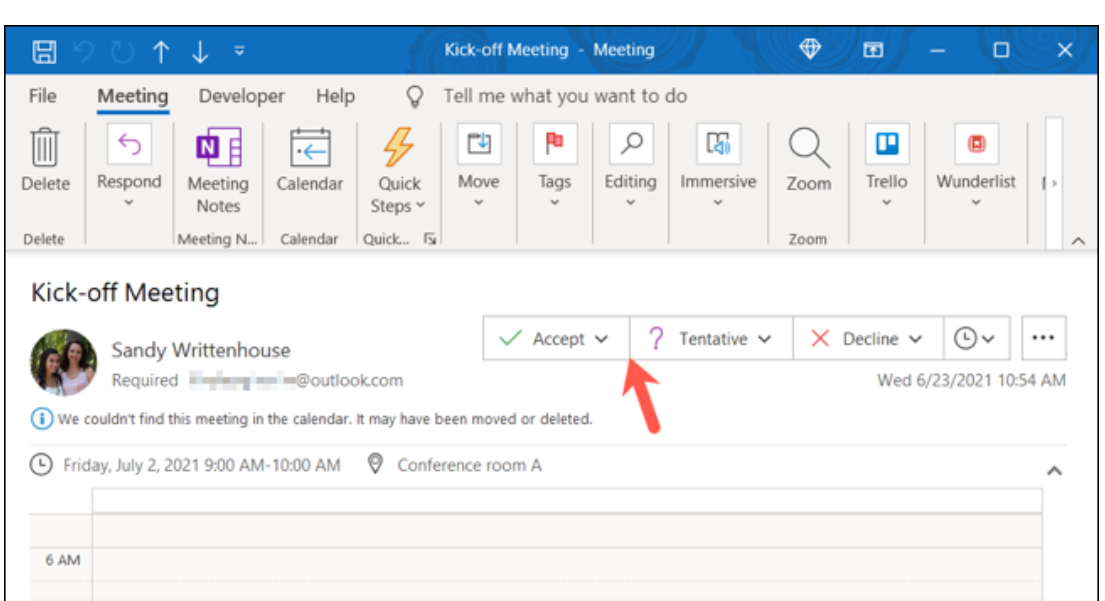 Kick-off Meeting - Meeting
File Meeting Developer Help Tell me what you want to do
Delete Respond Meeting Notes Calendar Quick Steps Move Tags Editing Immersive Zoom Trello Wunderlist
Delete Meeting N... Calendar Quick... Zoom
Kick-off Meeting
Accept ? Tentative Decline ...
Sandy Writtenhouse
Required @outlook.com Wed 6/23/2021 10:54 AM
We couldn't find this meeting in the calendar. It may have been moved or deleted.
Friday, July 2, 2021 9:00 AM-10:00 AM Conference room A
6 AM